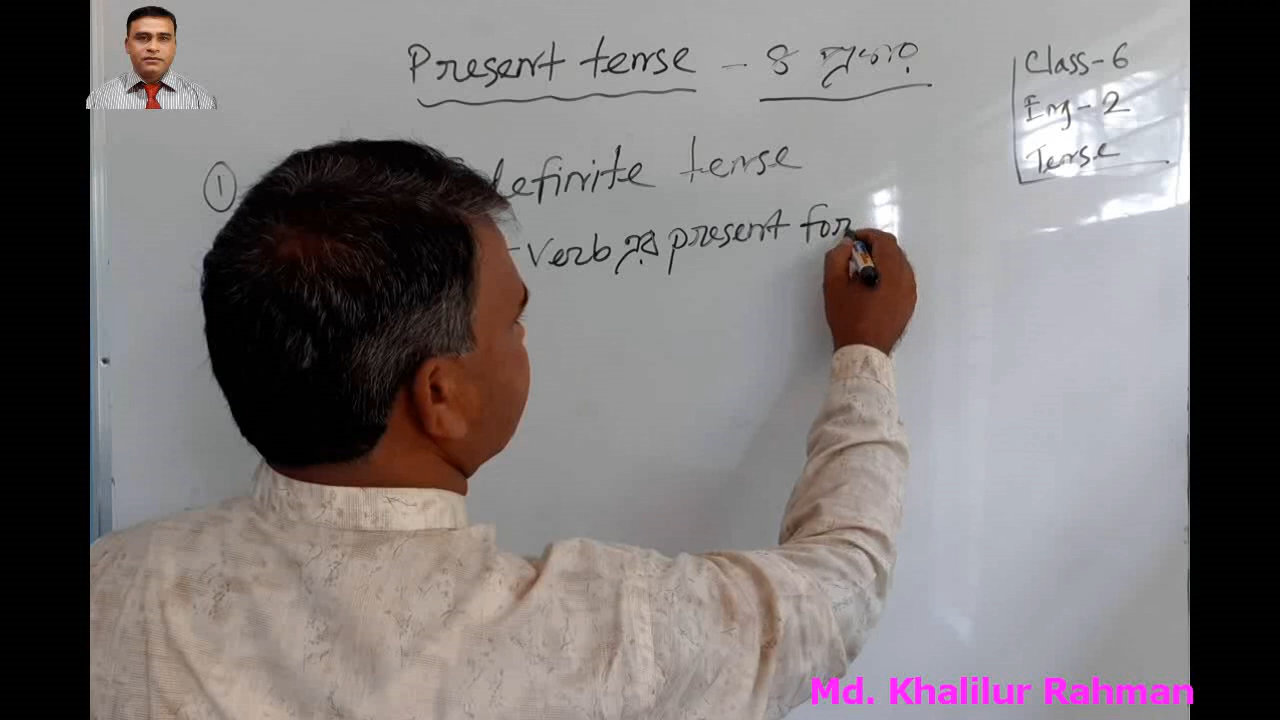 Present tense - ৪ প্রকার
Class-6
Eng-2
Tense
①
definite tense
-Verb এর present for
Md. Khalilur Rahman